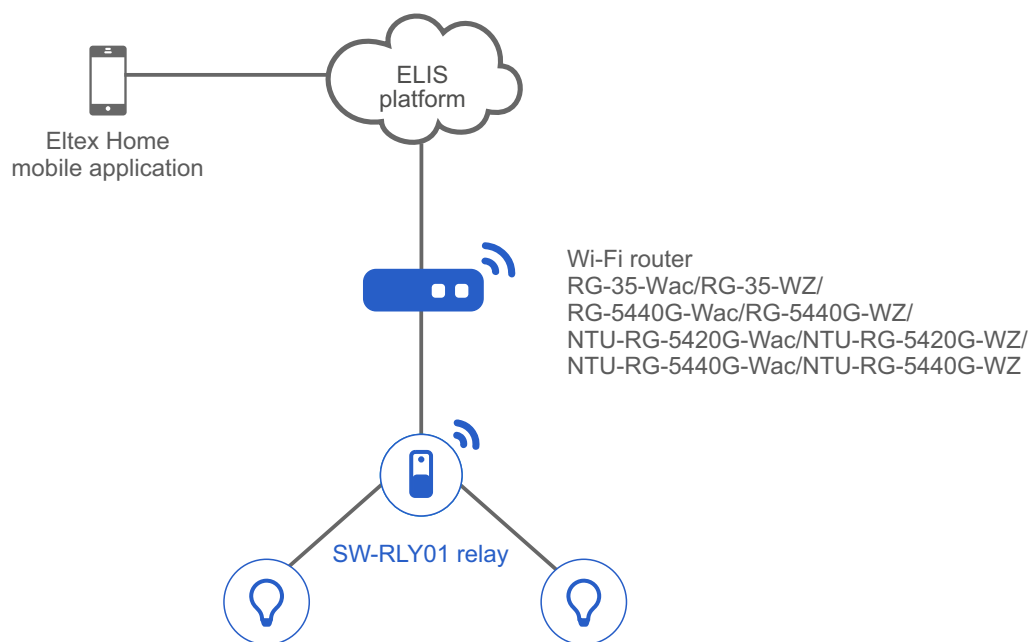 ELIS
platform
Eltex Home
mobile application
Wi-Fi router
RG-35-Wac/RG-35-WZ/
RG-5440G-Wac/RG-5440G-WZ/
NTU-RG-5420G-Wac/NTU-RG-5420G-WZ/
NTU-RG-5440G-Wac/NTU-RG-5440G-WZ
SW-RLY01 relay